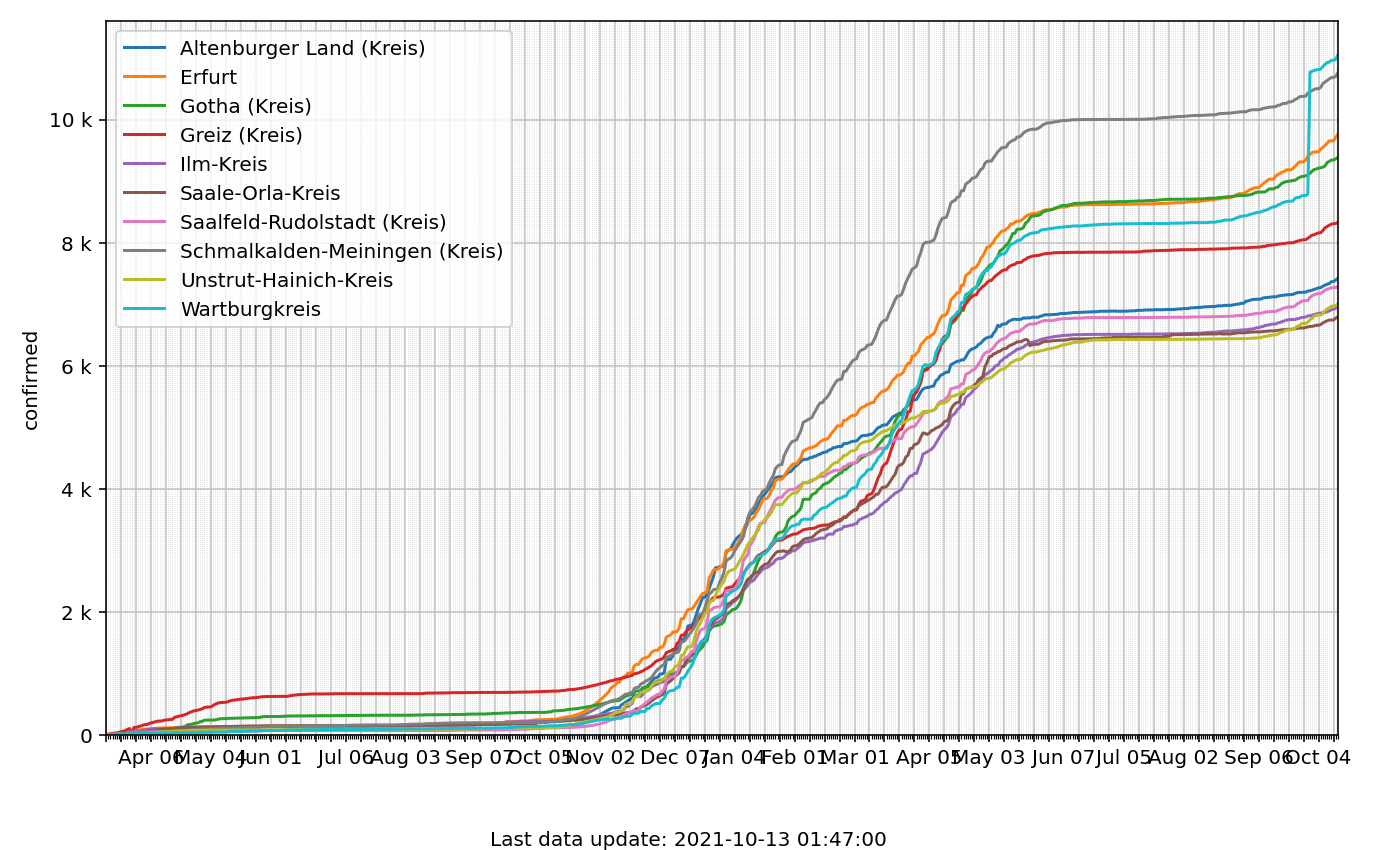 Altenburger Land (Kreis)
Erfurt
Gotha (Kreis)
Greiz (Kreis)
Ilm-Kreis
Saale-Orla-Kreis
Saalfeld-Rudolstadt (Kreis)
Schmalkalden-Meiningen (Kreis)
Unstrut-Hainich-Kreis
Wartburgkreis
confirmed
10 k
8 k
6 k
4 k
2 k
0
Apr 06 May 04 Jun 01 Jul 06 Aug 03 Sep 07 Oct 05 Nov 02 Dec 07 Jan 04 Feb 01 Mar 01 Apr 05 May 03 Jun 07 Jul 05 Aug 02 Sep 06 Oct 04
Last data update: 2021-10-13 01:47:00